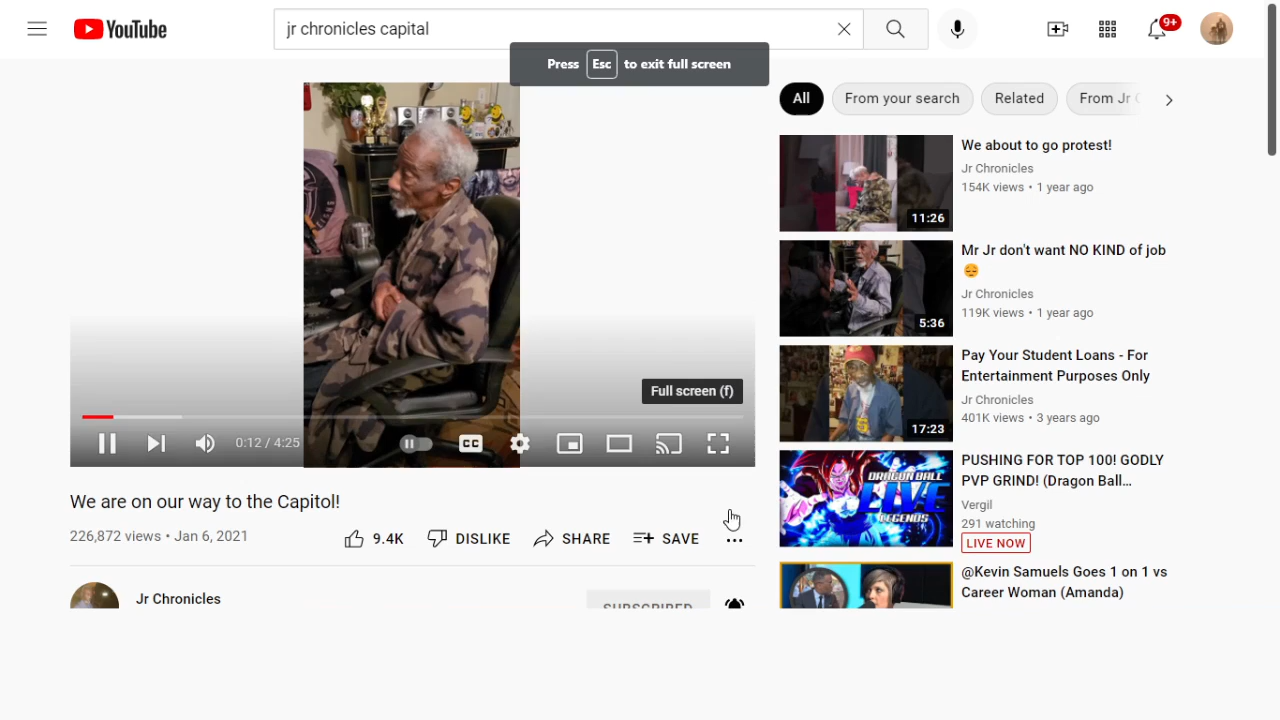 YouTube
jr chronicles capital
9+
Press Esc to exit full screen
All
From your search
Related
From Jr
We about to go protest!
Jr Chronicles
154K views • 1 year ago
11:26
Mr Jr don't want NO KIND of job
😔
Jr Chronicles
119K views • 1 year ago
5:36
Pay Your Student Loans - For
Entertainment Purposes Only
Jr Chronicles
401K views • 3 years ago
17:23
PUSHING FOR TOP 100! GODLY
PVP GRIND! (Dragon Ball...
Vergil
291 watching
LIVE NOW
DRAGON BALL
LIVE
LEGENDS
@Kevin Samuels Goes 1 on 1 vs
Career Woman (Amanda)
Full screen (f)
0:12 / 4:25
CC
We are on our way to the Capitol!
226,872 views • Jan 6, 2021
9.4K
DISLIKE
SHARE
SAVE
Jr Chronicles
SUBSCRIBED